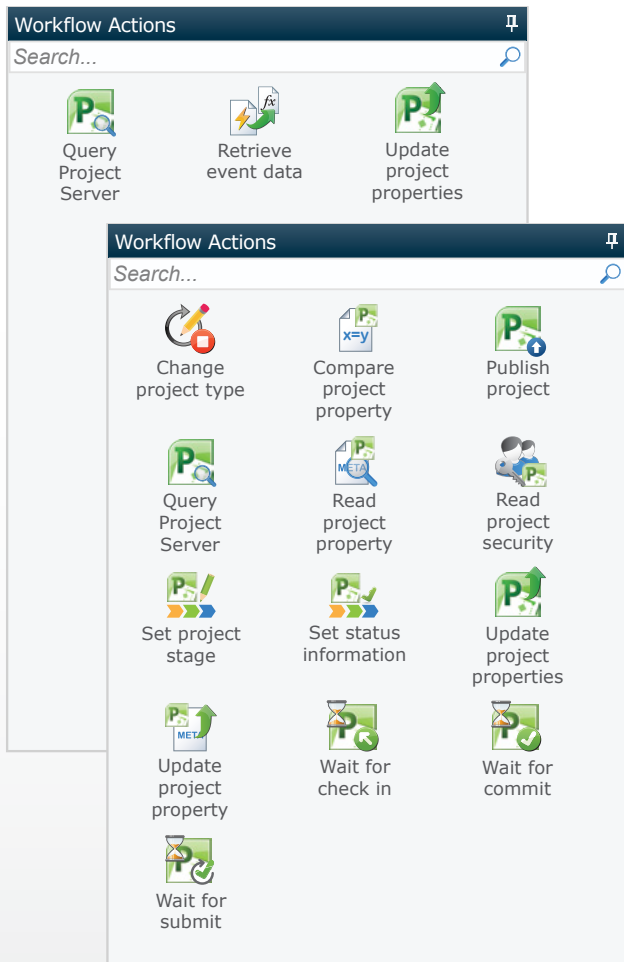 Workflow Actions
Search...
Query
Project
Server
Retrieve
event data
Update
project
properties
Workflow Actions
Search...
Change
project type
Compare
project
property
Publish
project
Query
Project
Server
Read
project
property
Read
project
security
Set project
stage
Set status
information
Update
project
properties
Update
project
property
Wait for
check in
Wait for
commit
Wait for
submit